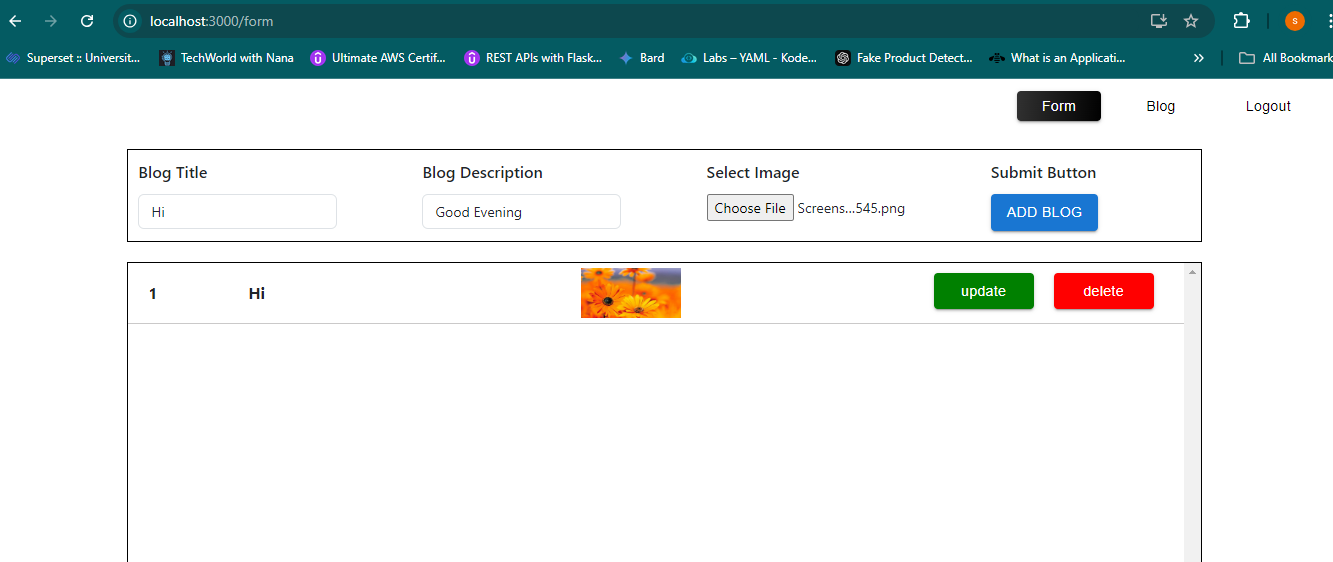 localhost:3000/form
S
Superset :: Universit... TechWorld with Nana Ultimate AWS Certif... REST APIs with Flask... Bard Labs – YAML - Kode... Fake Product Detect... What is an Applicati... » All Bookmark
Form Blog Logout
Blog Title Blog Description Select Image Submit Button
Hi Good Evening Choose File Screens...545.png ADD BLOG
1 Hi update delete